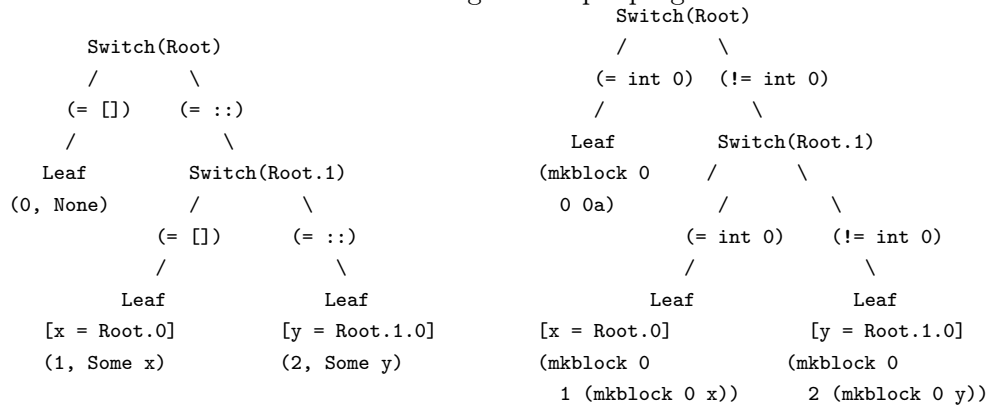 Switch(Root)
/ \
(= []) (= ::)
/ \
Leaf Switch(Root.1)
(0, None) / \
(= []) (= ::)
/ \
Leaf Leaf
[x = Root.0] [y = Root.1.0]
(1, Some x) (2, Some y)
Switch(Root)
/ \
(= int 0) (!= int 0)
/ \
Leaf Switch(Root.1)
(mkblock 0 / \
0 0a) / \
(= int 0) (!= int 0)
/ \
Leaf Leaf
[x = Root.0] [y = Root.1.0]
(mkblock 0 (mkblock 0
1 (mkblock 0 x)) 2 (mkblock 0 y))